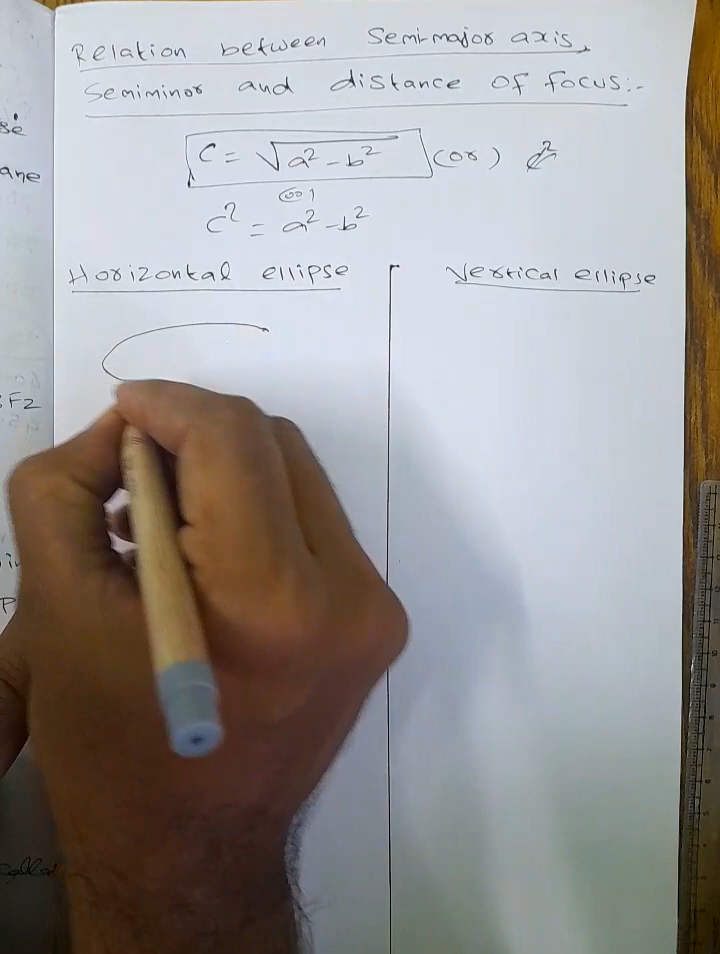 Relation between Semi-major axis,
Semiminor and distance of focus:-
C = √a² - b² (or)
(or)
c² = a² - b²
Horizontal ellipse
Vertical ellipse
F2